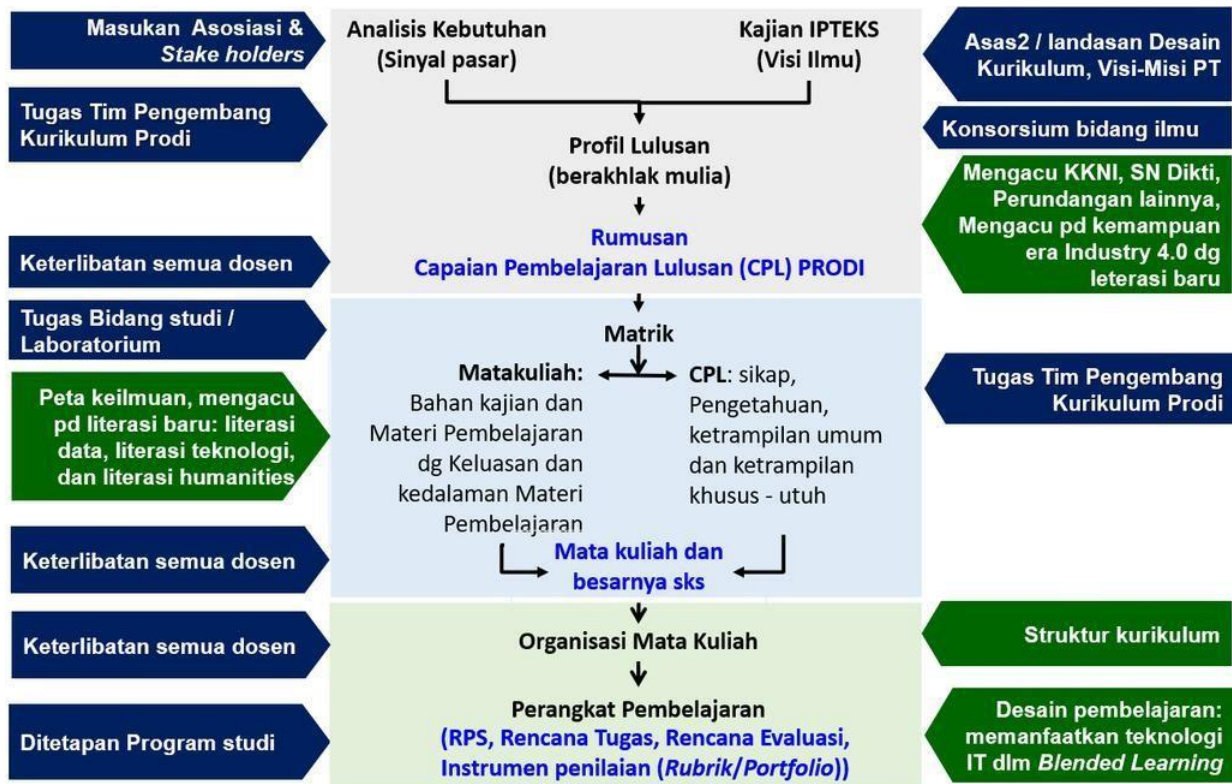 Masukan Asosiasi &
Stake holders
Analisis Kebutuhan
(Sinyal pasar)
Kajian IPTEKS
(Visi Ilmu)
Asas2 / landasan Desain
Kurikulum, Visi-Misi PT
Tugas Tim Pengembang
Kurikulum Prodi
Konsorsium bidang ilmu
Profil Lulusan
(berakhlak mulia)
Mengacu KKNI, SN Dikti,
Perundangan lainnya,
Mengacu pd kemampuan
era Industry 4.0 dg
leterasi baru
Rumusan
Capaian Pembelajaran Lulusan (CPL) PRODI
Keterlibatan semua dosen
Tugas Bidang studi /
Laboratorium
Matrik
Matakuliah:
Bahan kajian dan
Materi Pembelajaran
dg Keluasan dan
kedalaman Materi
Pembelajaran
CPL: sikap,
Pengetahuan,
ketrampilan umum
dan ketrampilan
khusus - utuh
Tugas Tim Pengembang
Kurikulum Prodi
Peta keilmuan, mengacu
pd literasi baru: literasi
data, literasi teknologi,
dan literasi humanities
Keterlibatan semua dosen
Mata kuliah dan
besarnya sks
Keterlibatan semua dosen
Organisasi Mata Kuliah
Struktur kurikulum
Perangkat Pembelajaran
(RPS, Rencana Tugas, Rencana Evaluasi,
Instrumen penilaian (Rubrik/Portfolio))
Ditetapan Program studi
Desain pembelajaran:
memanfaatkan teknologi
IT dlm Blended Learning